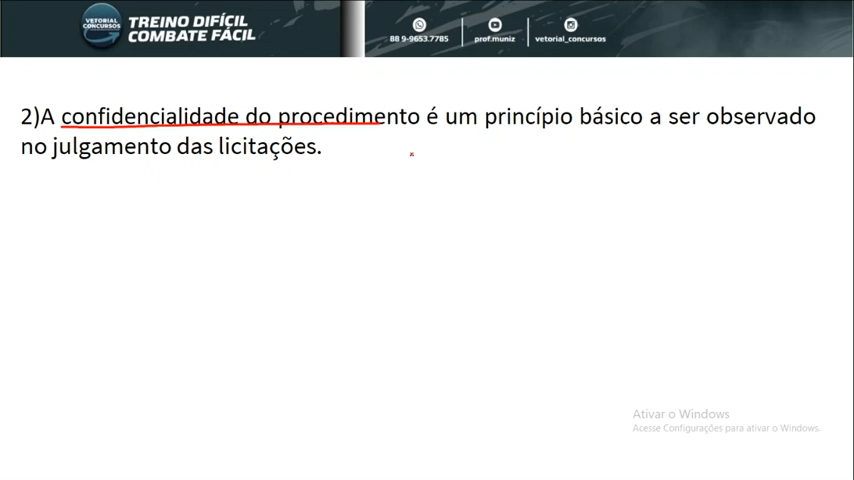 VETORIAL
CONCURSOS
TREINO DIFÍCIL
COMBATE FÁCIL
88 9-9653.7785
prof.muniz
vetorial_concursos
2)A confidencialidade do procedimento é um princípio básico a ser observado
no julgamento das licitações.
Ativar o Windows
Acesse Configurações para ativar o Windows.